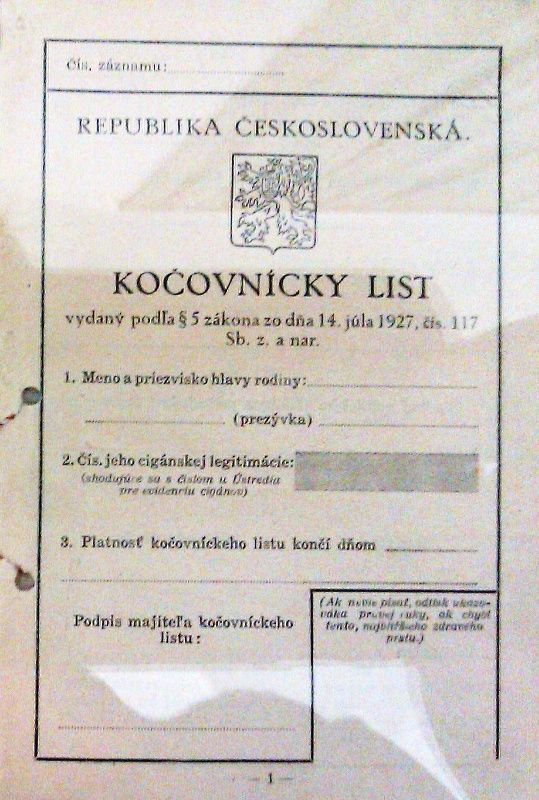 Čís. záznamu:
REPUBLIKA ČESKOSLOVENSKÁ.
KOČOVNÍCKY LIST
vydaný podľa § 5 zákona zo dňa 14. júla 1927, čís. 117
Sb. z. a nar.
1. Meno a priezvisko hlavy rodiny:
(prezývka)
2. Čís. jeho cigánskej legitimácie:
(shodujúce sa s číslom u Ústredia
pre evidenciu cigánov)
3. Platnosť kočovníckeho listu končí dňom
(Ak nevie písať, odtlsk ukazo-
váka pravej ruky, ak chýbí
tento, najbližšieho zdravého
prstu.)
Podpis majiteľa kočovníckeho
listu:
— 1 —